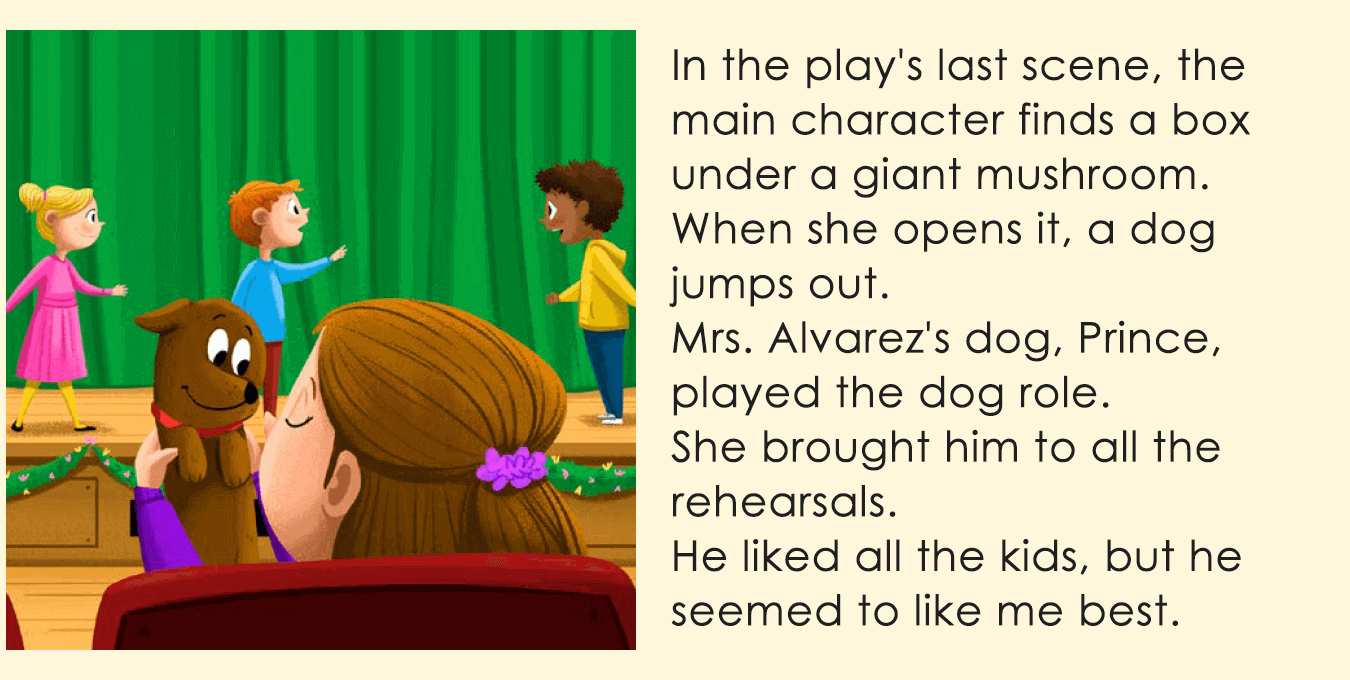 In the play's last scene, the
main character finds a box
under a giant mushroom.
When she opens it, a dog
jumps out.
Mrs. Alvarez's dog, Prince,
played the dog role.
She brought him to all the
rehearsals.
He liked all the kids, but he
seemed to like me best.